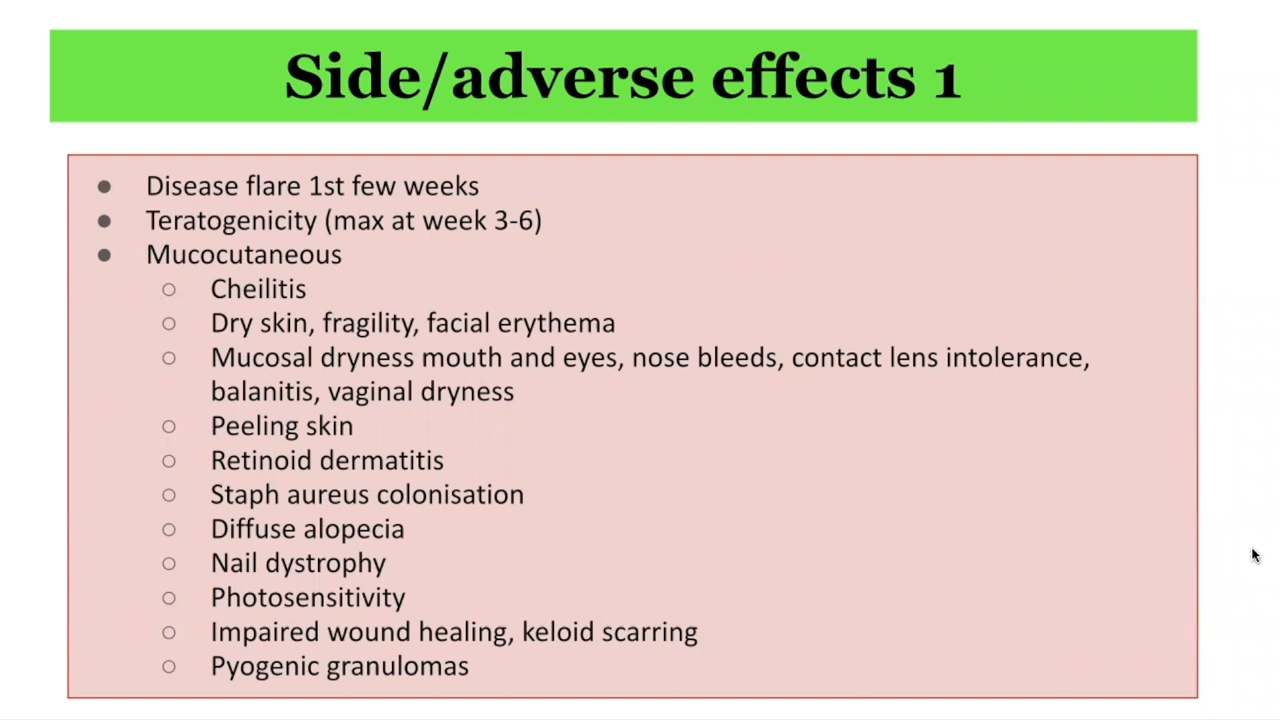 Side/adverse effects 1
● Disease flare 1st few weeks
● Teratogenicity (max at week 3-6)
● Mucocutaneous
○ Cheilitis
○ Dry skin, fragility, facial erythema
○ Mucosal dryness mouth and eyes, nose bleeds, contact lens intolerance,
balanitis, vaginal dryness
○ Peeling skin
○ Retinoid dermatitis
○ Staph aureus colonisation
○ Diffuse alopecia
○ Nail dystrophy
○ Photosensitivity
○ Impaired wound healing, keloid scarring
○ Pyogenic granulomas